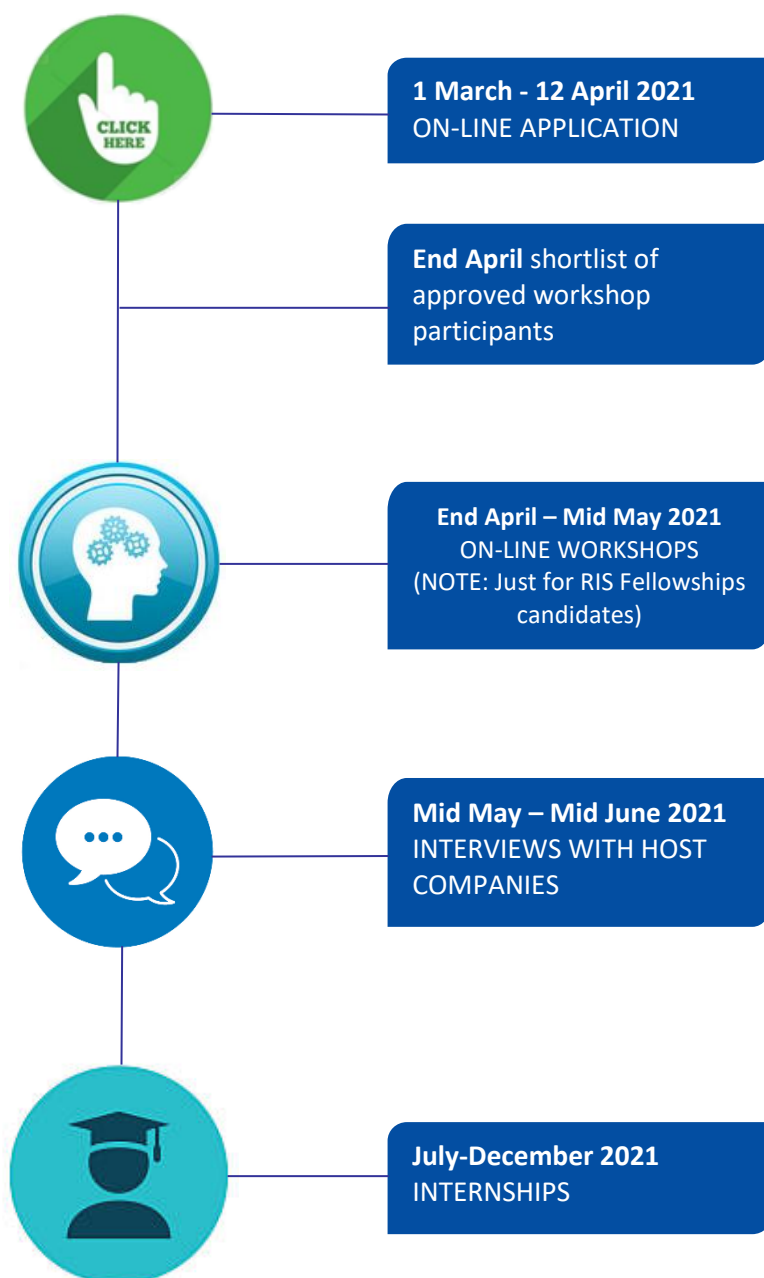 CLICK
HERE
1 March - 12 April 2021
ON-LINE APPLICATION
End April shortlist of
approved workshop
participants
End April – Mid May 2021
ON-LINE WORKSHOPS
(NOTE: Just for RIS Fellowships
candidates)
Mid May – Mid June 2021
INTERVIEWS WITH HOST
COMPANIES
July-December 2021
INTERNSHIPS